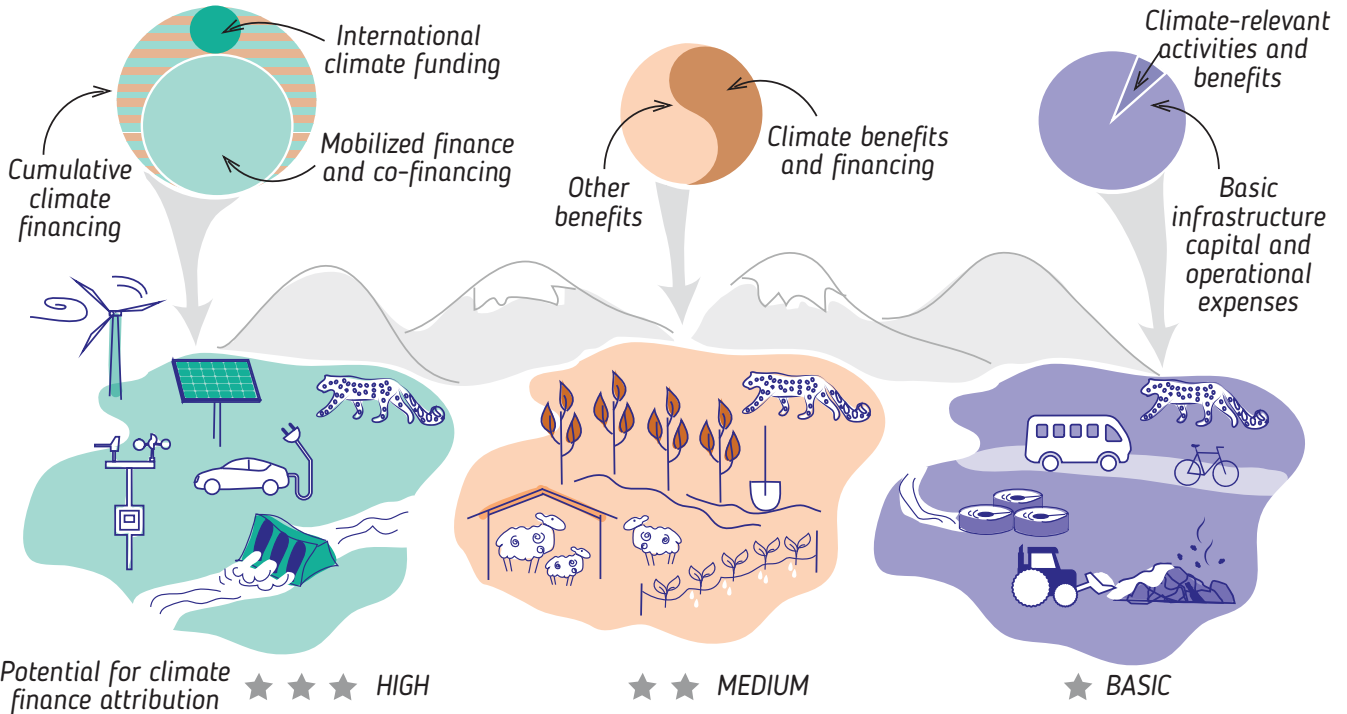 International
climate funding
Mobilized finance
and co-financing
Cumulative
climate
financing
Climate benefits
and financing
Other
benefits
Climate-relevant
activities and
benefits
Basic
infrastructure
capital and
operational
expenses
Potential for climate
finance attribution
HIGH
MEDIUM
BASIC